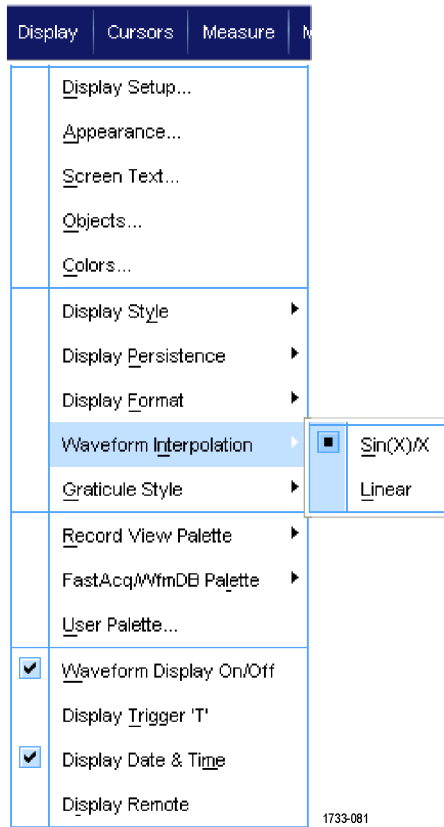 Display Cursors Measure
Display Setup...
Appearance...
Screen Text...
Objects...
Colors...
Display Style
Display Persistence
Display Format
Waveform Interpolation
Sin(X)/X
Linear
Graticule Style
Record View Palette
FastAcq/WfmDB Palette
User Palette...
Waveform Display On/Off
Display Trigger 'T'
Display Date & Time
Display Remote
1733-081